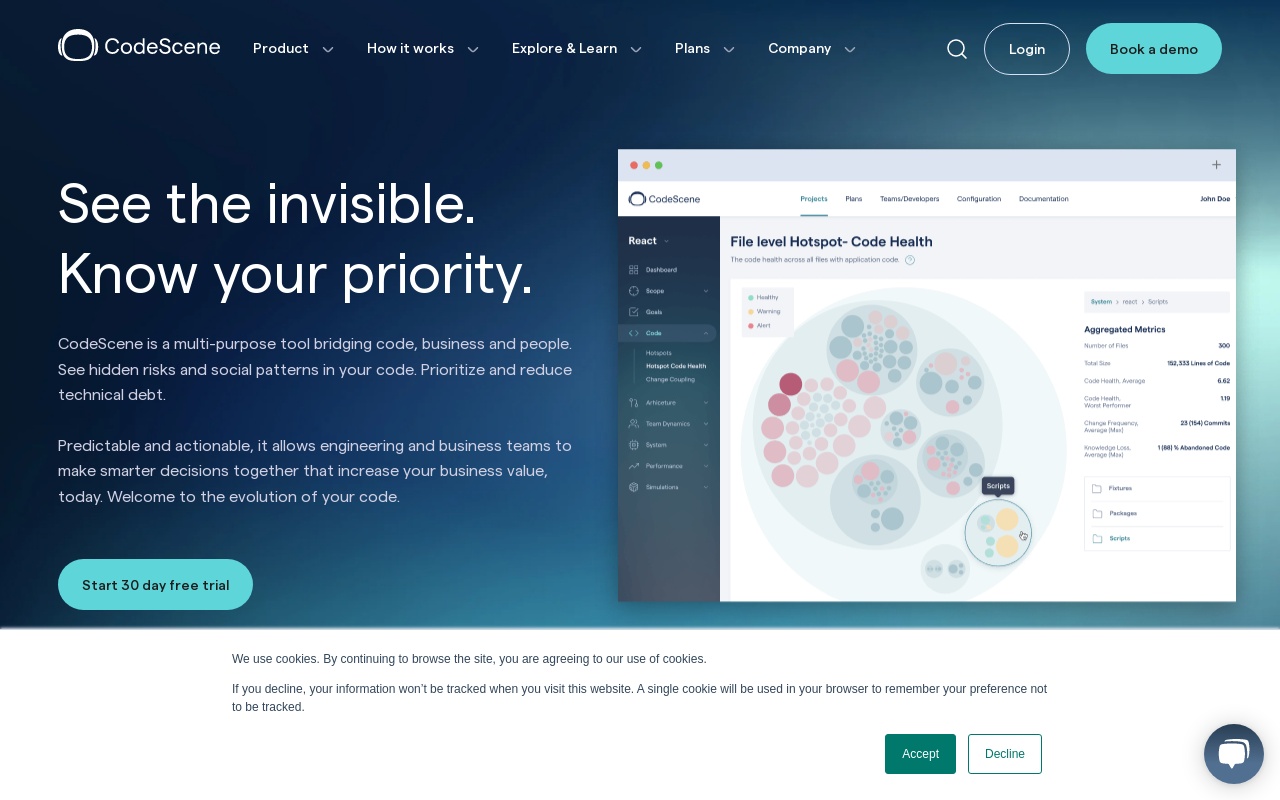 CodeScene
Product
How it works
Explore & Learn
Plans
Company
Login
Book a demo
See the invisible.
Know your priority.
CodeScene is a multi-purpose tool bridging code, business and people.
See hidden risks and social patterns in your code. Prioritize and reduce
technical debt.
Predictable and actionable, it allows engineering and business teams to
make smarter decisions together that increase your business value,
today. Welcome to the evolution of your code.
Start 30 day free trial
CodeScene
Projects
Plans
Teams/Developers
Configuration
Documentation
John Doe
React
Dashboard
Scope
Goals
Code
Hotspots
Hotspot Code Health
Change Coupling
Arhiceture
Team Dynamics
System
Performance
Simulations
File level Hotspot- Code Health
The code health across all files with application code.
Healthy
Warning
Alert
Scripts
System > react > Scripts
Aggregated Metrics
Number of Files 300
Total Size 152,333 Lines of Code
Code Health, Average 6.62
Code Health,
Worst Performer 1.19
Change Frequency,
Average (Max) 23 (154) Commits
Knowledge Loss,
Average (Max) 1 (88) % Abandoned Code
Fixtures
Packages
Scripts
We use cookies. By continuing to browse the site, you are agreeing to our use of cookies.
If you decline, your information won’t be tracked when you visit this website. A single cookie will be used in your browser to remember your preference not
to be tracked.
Accept
Decline